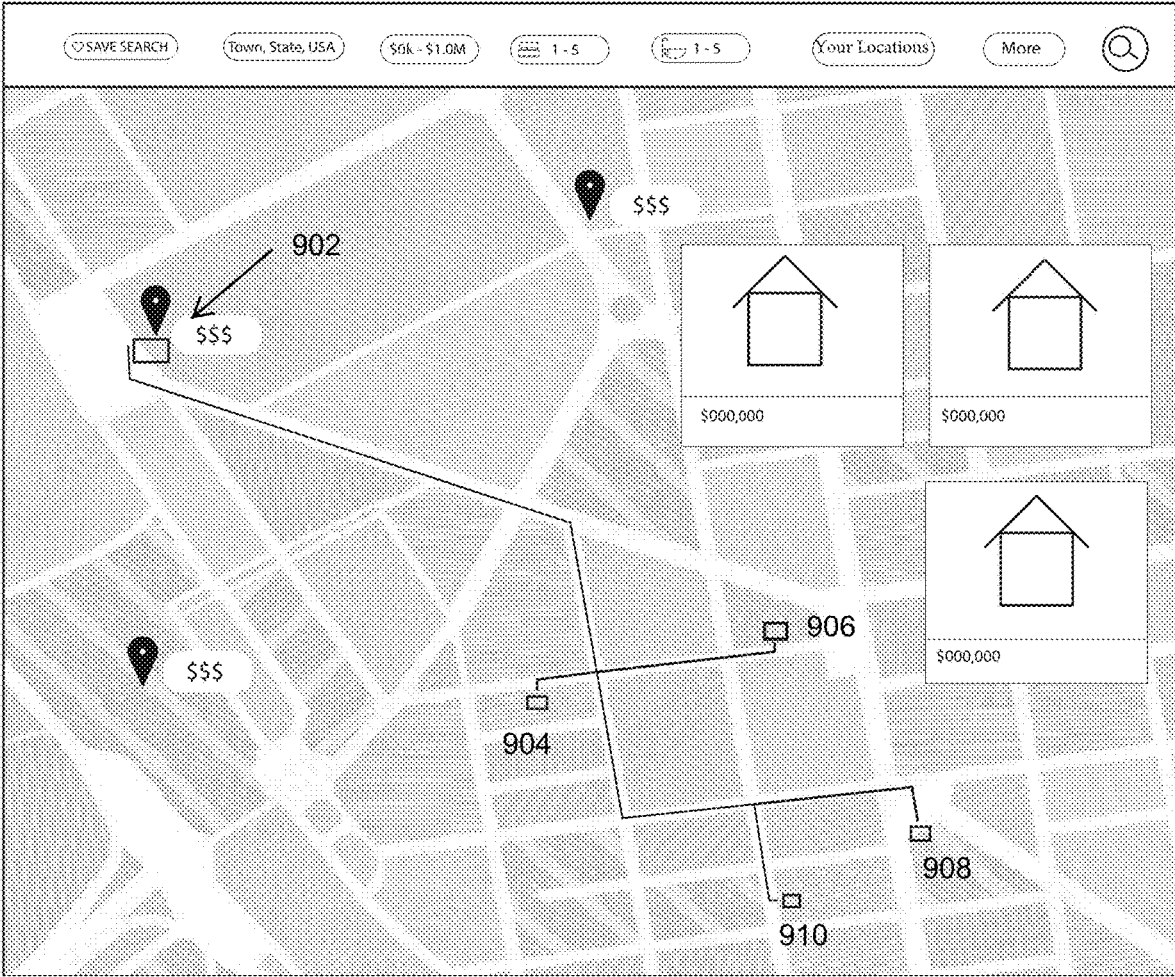 SAVE SEARCH
Town, State, USA
$0k - $1.0M
1 - 5
1 - 5
Your Locations
More
$$$
902
$$$
$000,000
$000,000
$000,000
906
$$$
904
908
910